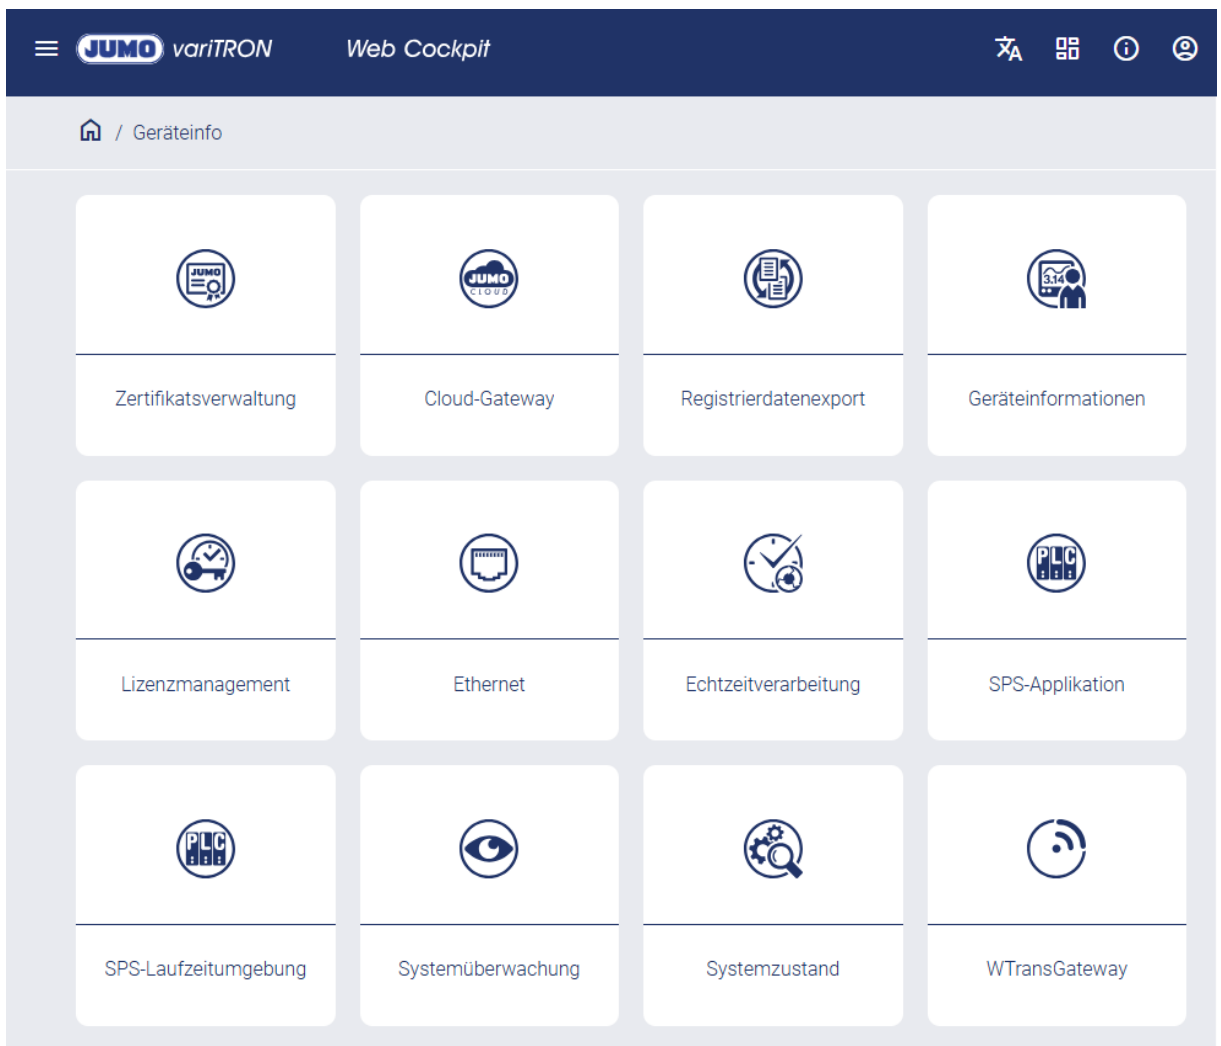 JUMO variTRON Web Cockpit
/ Geräteinfo
JUMO
JUMO
CLOUD
3.14
Zertifikatsverwaltung
Cloud-Gateway
Registrierdatenexport
Geräteinformationen
PLC
Lizenzmanagement
Ethernet
Echtzeitverarbeitung
SPS-Applikation
PLC
SPS-Laufzeitumgebung
Systemüberwachung
Systemzustand
WTransGateway